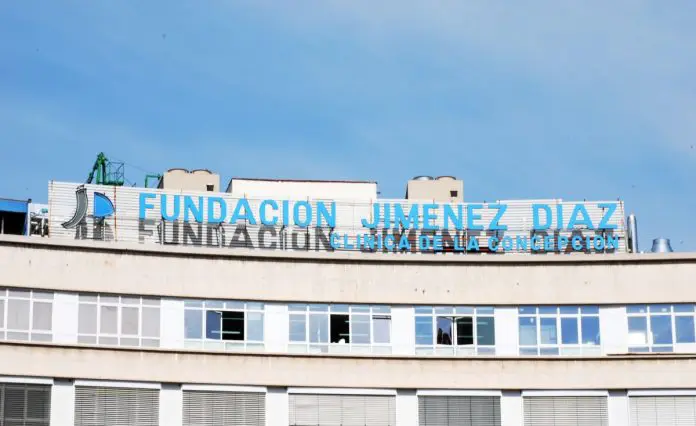 FUNDACION JIMENEZ DIAZ
CLINICA DE LA CONCEPCION